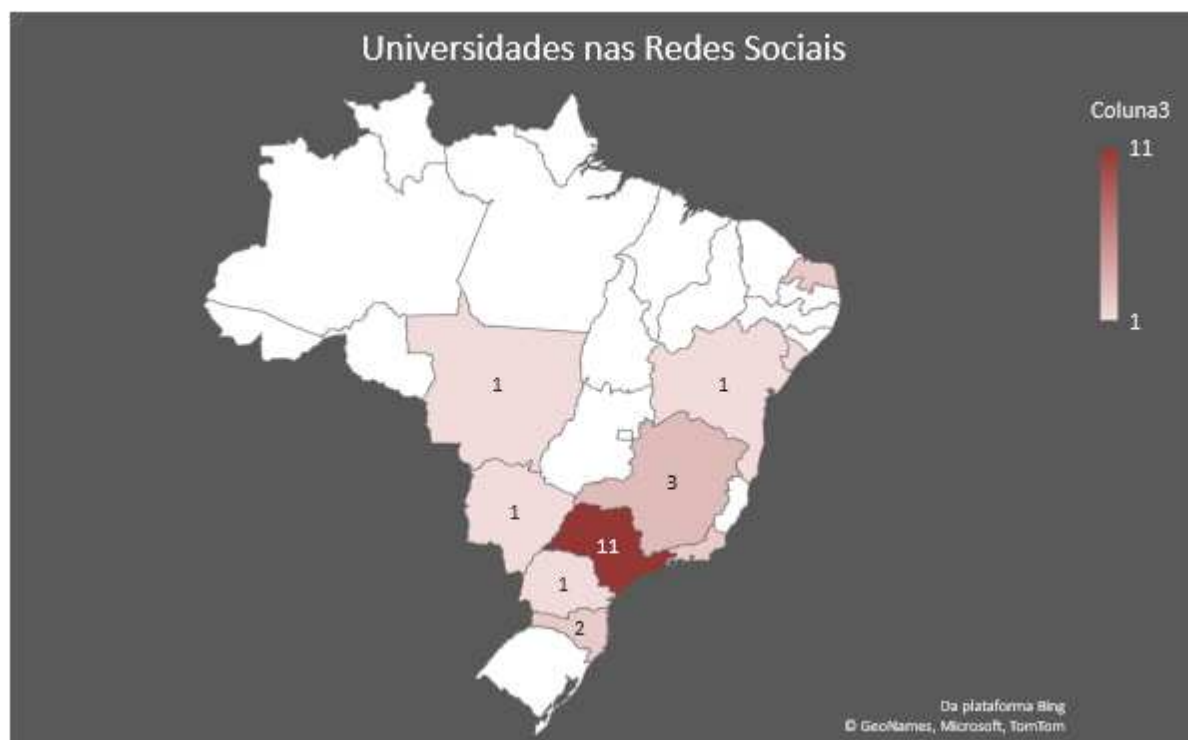 Universidades nas Redes Sociais
Coluna3
11
1
1
1
3
1
11
1
2
Da plataforma Bing
© GeoNames, Microsoft, TomTom